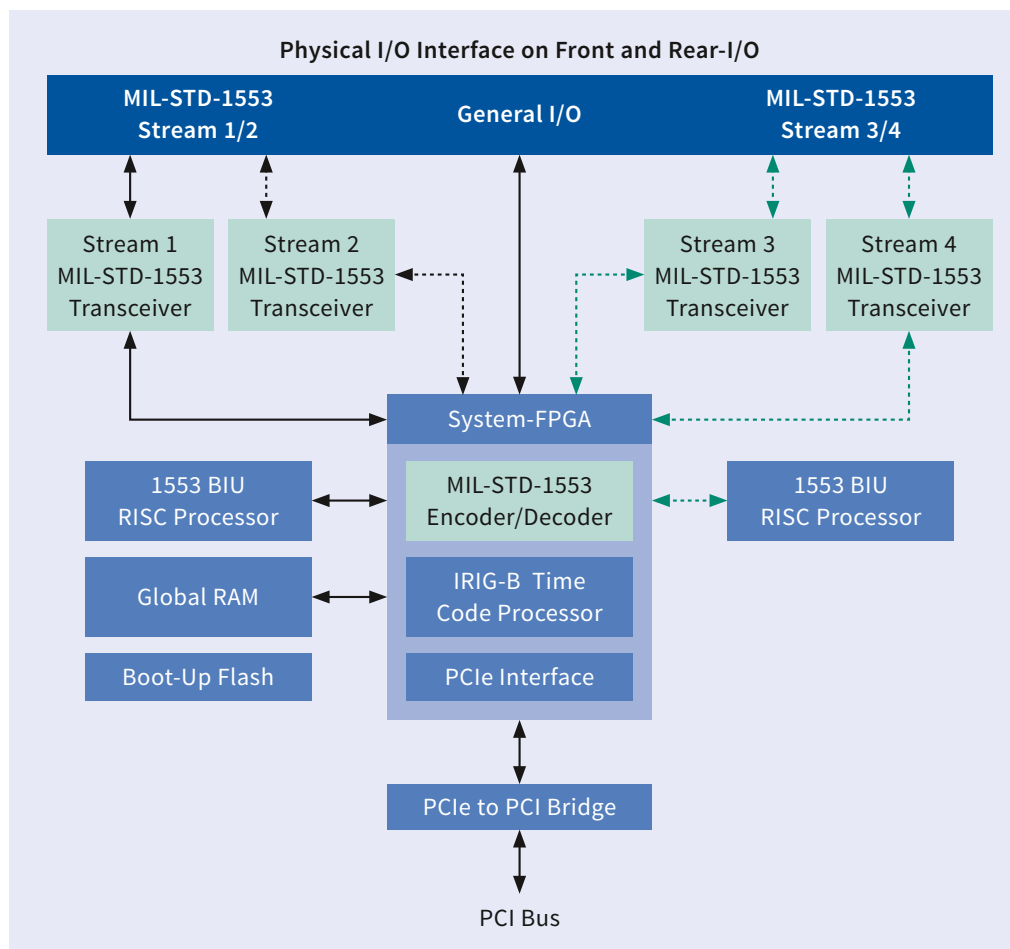 Physical I/O Interface on Front and Rear-I/O
MIL-STD-1553
Stream 1/2
General I/O
MIL-STD-1553
Stream 3/4
Stream 1
MIL-STD-1553
Transceiver
Stream 2
MIL-STD-1553
Transceiver
Stream 3
MIL-STD-1553
Transceiver
Stream 4
MIL-STD-1553
Transceiver
System-FPGA
1553 BIU
RISC Processor
MIL-STD-1553
Encoder/Decoder
1553 BIU
RISC Processor
Global RAM
IRIG-B Time
Code Processor
Boot-Up Flash
PCIe Interface
PCIe to PCI Bridge
PCI Bus